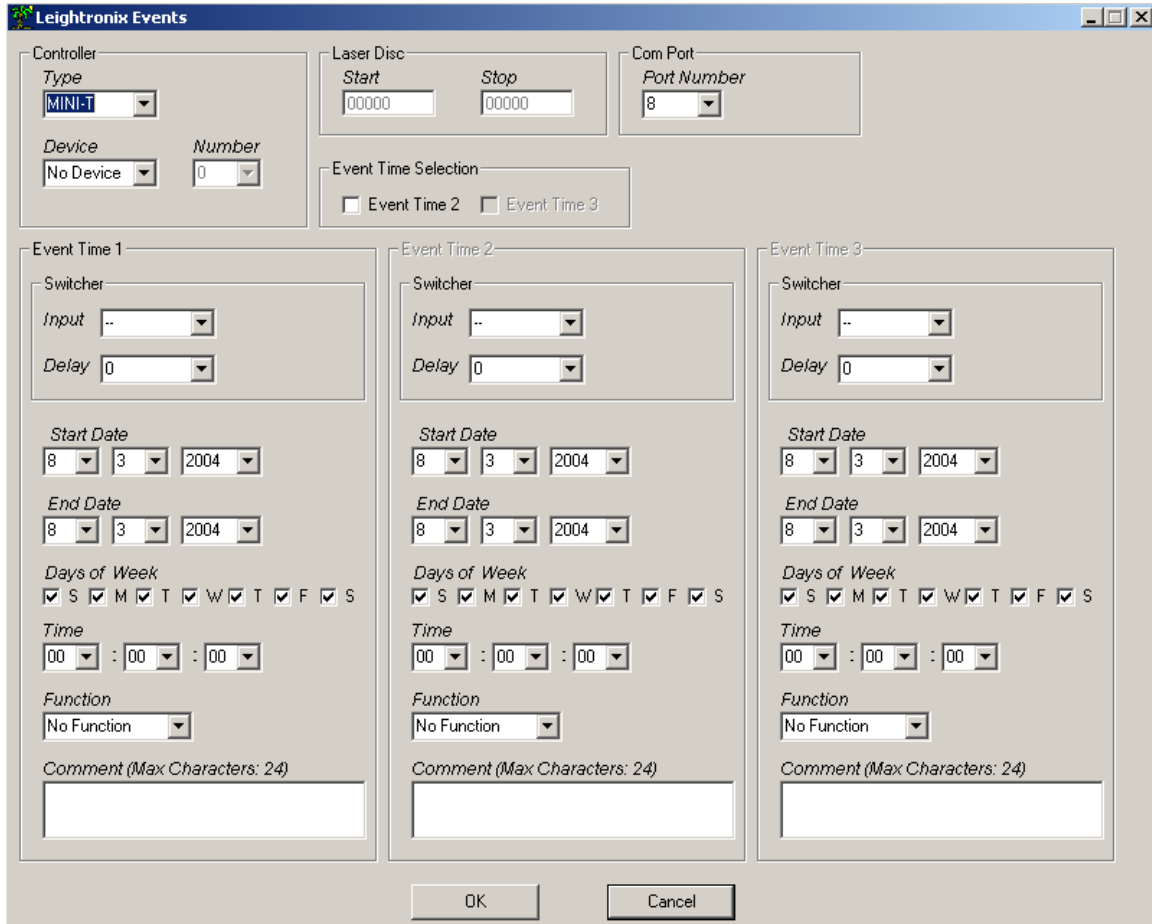 Leightronix Events
Controller
Type
MINI-T
Device Number
No Device 0
Laser Disc
Start Stop
00000 00000
Com Port
Port Number
8
Event Time Selection
Event Time 2 Event Time 3
Event Time 1
Switcher
Input --
Delay 0
Start Date
8 3 2004
End Date
8 3 2004
Days of Week
S M T W T F S
Time
00 : 00 : 00
Function
No Function
Comment (Max Characters: 24)
Event Time 2
Switcher
Input --
Delay 0
Start Date
8 3 2004
End Date
8 3 2004
Days of Week
S M T W T F S
Time
00 : 00 : 00
Function
No Function
Comment (Max Characters: 24)
Event Time 3
Switcher
Input --
Delay 0
Start Date
8 3 2004
End Date
8 3 2004
Days of Week
S M T W T F S
Time
00 : 00 : 00
Function
No Function
Comment (Max Characters: 24)
OK Cancel